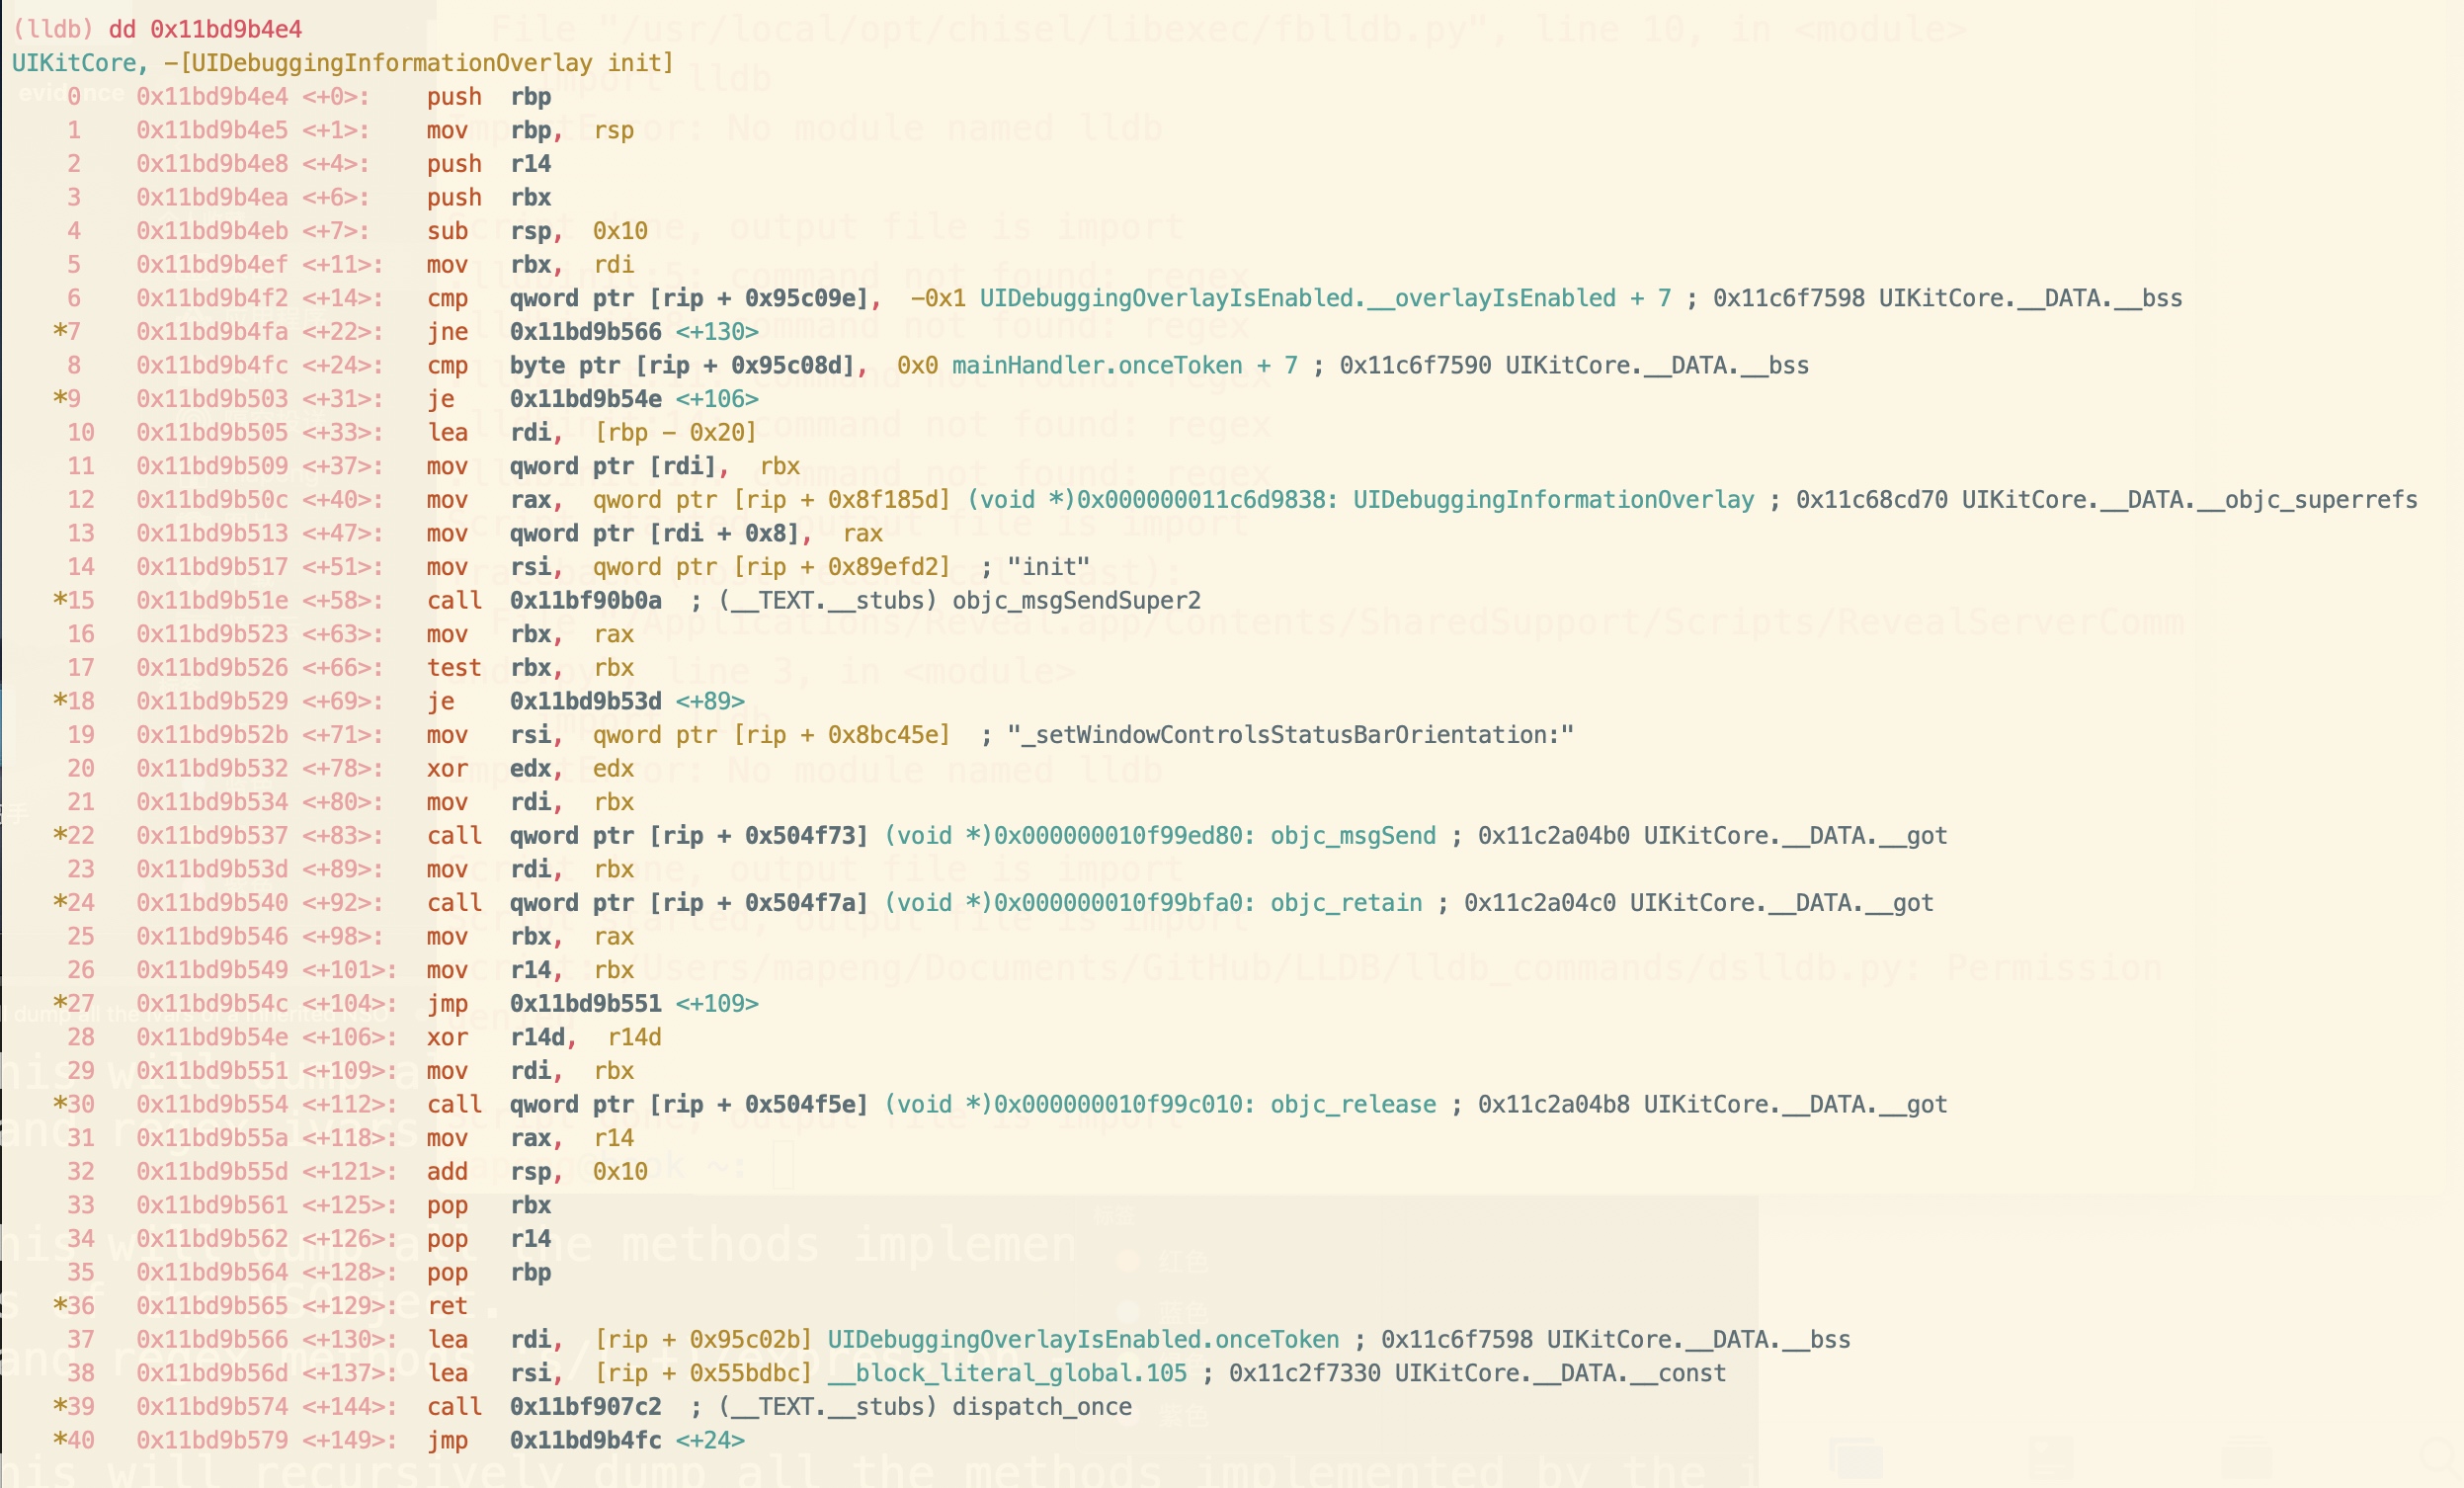 (lldb) dd 0x11bd9b4e4
UIKitCore, -[UIDebuggingInformationOverlay init]
0 0x11bd9b4e4 <+0>: push rbp
1 0x11bd9b4e5 <+1>: mov rbp, rsp
2 0x11bd9b4e8 <+4>: push r14
3 0x11bd9b4ea <+6>: push rbx
4 0x11bd9b4eb <+7>: sub rsp, 0x10
5 0x11bd9b4ef <+11>: mov rbx, rdi
6 0x11bd9b4f2 <+14>: cmp qword ptr [rip + 0x95c09e], -0x1 UIDebuggingOverlayIsEnabled.__overlayIsEnabled + 7 ; 0x11c6f7598 UIKitCore.__DATA.__bss
*7 0x11bd9b4fa <+22>: jne 0x11bd9b566 <+130>
8 0x11bd9b4fc <+24>: cmp byte ptr [rip + 0x95c08d], 0x0 mainHandler.onceToken + 7 ; 0x11c6f7590 UIKitCore.__DATA.__bss
*9 0x11bd9b503 <+31>: je 0x11bd9b54e <+106>
10 0x11bd9b505 <+33>: lea rdi, [rbp - 0x20]
11 0x11bd9b509 <+37>: mov qword ptr [rdi], rbx
12 0x11bd9b50c <+40>: mov rax, qword ptr [rip + 0x8f185d] (void *)0x000000011c6d9838: UIDebuggingInformationOverlay ; 0x11c68cd70 UIKitCore.__DATA.__objc_superrefs
13 0x11bd9b513 <+47>: mov qword ptr [rdi + 0x8], rax
14 0x11bd9b517 <+51>: mov rsi, qword ptr [rip + 0x89efd2] ; "init"
*15 0x11bd9b51e <+58>: call 0x11bf90b0a ; (__TEXT.__stubs) objc_msgSendSuper2
16 0x11bd9b523 <+63>: mov rbx, rax
17 0x11bd9b526 <+66>: test rbx, rbx
*18 0x11bd9b529 <+69>: je 0x11bd9b53d <+89>
19 0x11bd9b52b <+71>: mov rsi, qword ptr [rip + 0x8bc45e] ; "_setWindowControlsStatusBarOrientation:"
20 0x11bd9b532 <+78>: xor edx, edx
21 0x11bd9b534 <+80>: mov rdi, rbx
*22 0x11bd9b537 <+83>: call qword ptr [rip + 0x504f73] (void *)0x000000010f99ed80: objc_msgSend ; 0x11c2a04b0 UIKitCore.__DATA.__got
23 0x11bd9b53d <+89>: mov rdi, rbx
*24 0x11bd9b540 <+92>: call qword ptr [rip + 0x504f7a] (void *)0x000000010f99bfa0: objc_retain ; 0x11c2a04c0 UIKitCore.__DATA.__got
25 0x11bd9b546 <+98>: mov rbx, rax
26 0x11bd9b549 <+101>: mov r14, rbx
*27 0x11bd9b54c <+104>: jmp 0x11bd9b551 <+109>
28 0x11bd9b54e <+106>: xor r14d, r14d
29 0x11bd9b551 <+109>: mov rdi, rbx
*30 0x11bd9b554 <+112>: call qword ptr [rip + 0x504f5e] (void *)0x000000010f99c010: objc_release ; 0x11c2a04b8 UIKitCore.__DATA.__got
31 0x11bd9b55a <+118>: mov rax, r14
32 0x11bd9b55d <+121>: add rsp, 0x10
33 0x11bd9b561 <+125>: pop rbx
34 0x11bd9b562 <+126>: pop r14
35 0x11bd9b564 <+128>: pop rbp
*36 0x11bd9b565 <+129>: ret
37 0x11bd9b566 <+130>: lea rdi, [rip + 0x95c02b] UIDebuggingOverlayIsEnabled.onceToken ; 0x11c6f7598 UIKitCore.__DATA.__bss
38 0x11bd9b56d <+137>: lea rsi, [rip + 0x55bdbc] __block_literal_global.105 ; 0x11c2f7330 UIKitCore.__DATA.__const
*39 0x11bd9b574 <+144>: call 0x11bf907c2 ; (__TEXT.__stubs) dispatch_once
*40 0x11bd9b579 <+149>: jmp 0x11bd9b4fc <+24>